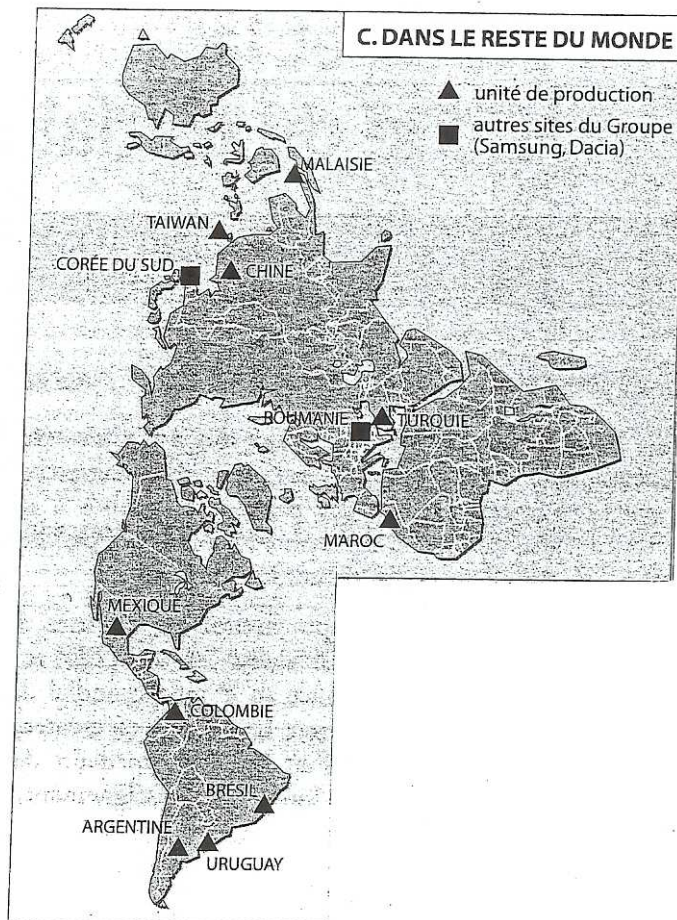 C. DANS LE RESTE DU MONDE
unité de production
autres sites du Groupe
(Samsung, Dacia)
MALAISIE
TAIWAN
CORÉE DU SUD
CHINE
ROUMANIE
TURQUIE
MAROC
MEXIQUE
COLOMBIE
BRÉSIL
ARGENTINE
URUGUAY